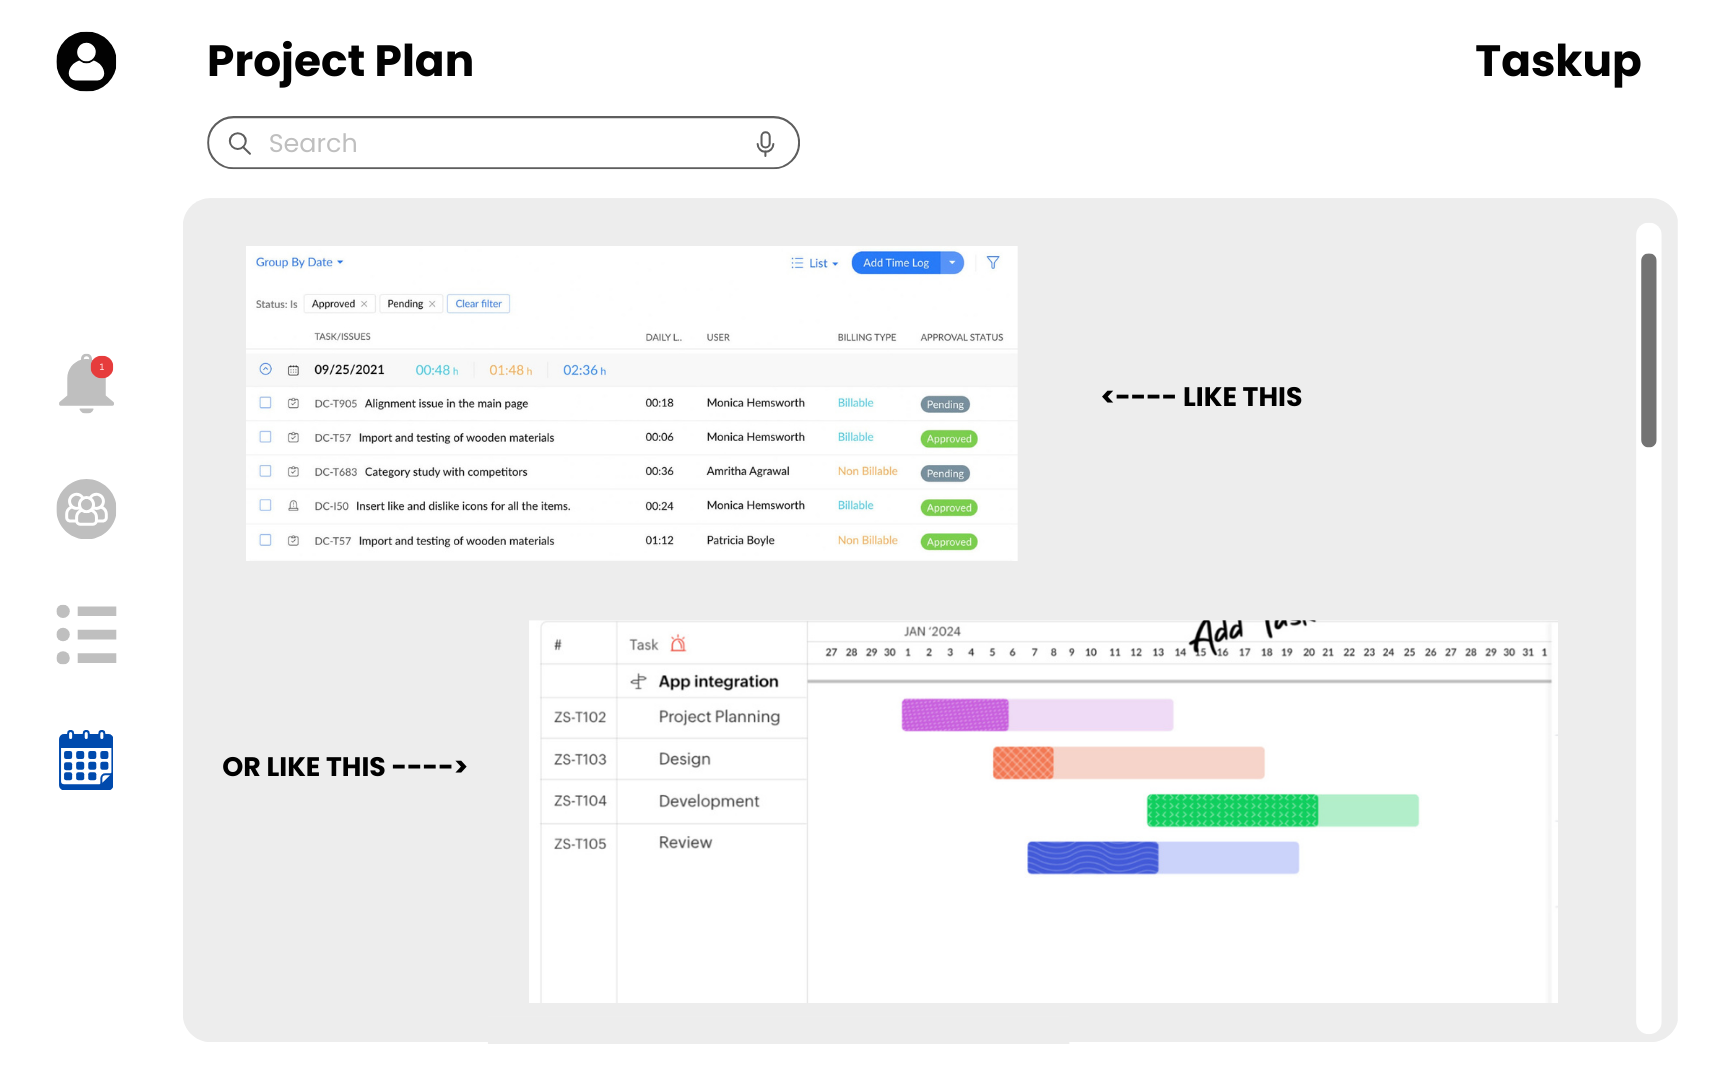 Project Plan
Taskup
Search
Group By Date
List
Add Time Log
Status: Is
Approved ×
Pending ×
Clear filter
TASK/ISSUES DAILY L.. USER BILLING TYPE APPROVAL STATUS
09/25/2021 00:48 h 01:48 h 02:36 h
DC-T905 Alignment issue in the main page 00:18 Monica Hemsworth Billable Pending
DC-T57 Import and testing of wooden materials 00:06 Monica Hemsworth Billable Approved
DC-T683 Category study with competitors 00:36 Amritha Agrawal Non Billable Pending
DC-I50 Insert like and dislike icons for all the items. 00:24 Monica Hemsworth Billable Approved
DC-T57 Import and testing of wooden materials 01:12 Patricia Boyle Non Billable Approved
1
<---- LIKE THIS
OR LIKE THIS ---->
JAN '2024
Add Task
# Task
27 28 29 30 1 2 3 4 5 6 7 8 9 10 11 12 13 14 15 16 17 18 19 20 21 22 23 24 25 26 27 28 29 30 31 1
App integration
ZS-T102 Project Planning
ZS-T103 Design
ZS-T104 Development
ZS-T105 Review